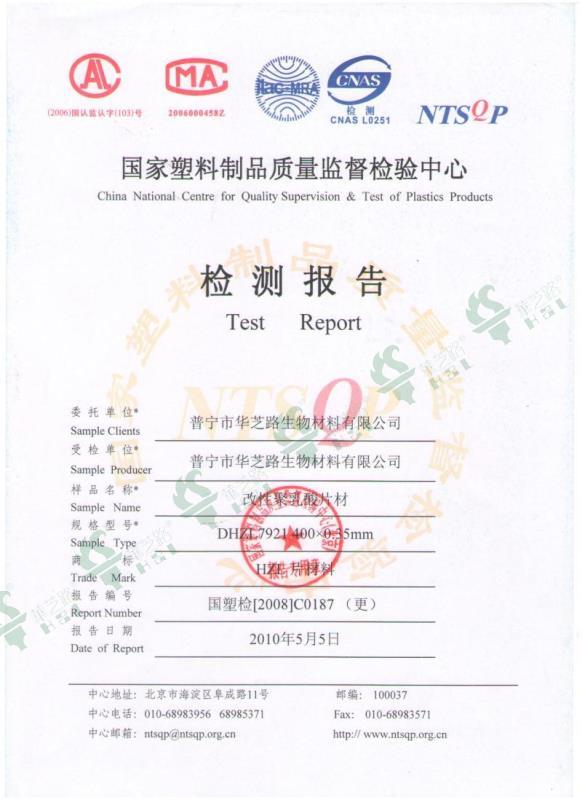 CAL
CMA
ilac-MRA
CNAS
检 测
CNAS L0251
NTSQP
(2006)国认监认字(103)号
2006000458Z
国家塑料制品质量监督检验中心
China National Centre for Quality Supervision & Test of Plastics Products
检 测 报 告
Test Report
委 托 单 位* 普宁市华芝路生物材料有限公司
Sample Clients
受 检 单 位* 普宁市华芝路生物材料有限公司
Sample Producer
样 品 名 称* 改性聚乳酸片材
Sample Name
规 格 型 号* DHZL7921,400×0.35mm
Sample Type
商 标 HZL 片材料
Trade Mark
报 告 编 号 国塑检[2008]C0187 (更)
Report Number
报 告 日 期 2010年5月5日
Date of Report
中心地址: 北京市海淀区阜成路11号 邮编: 100037
中心电话: 010-68983956 68985371 Fax: 010-68983571
中心邮箱: ntsqp@ntsqp.org.cn http:// www.ntsqp.org.cn